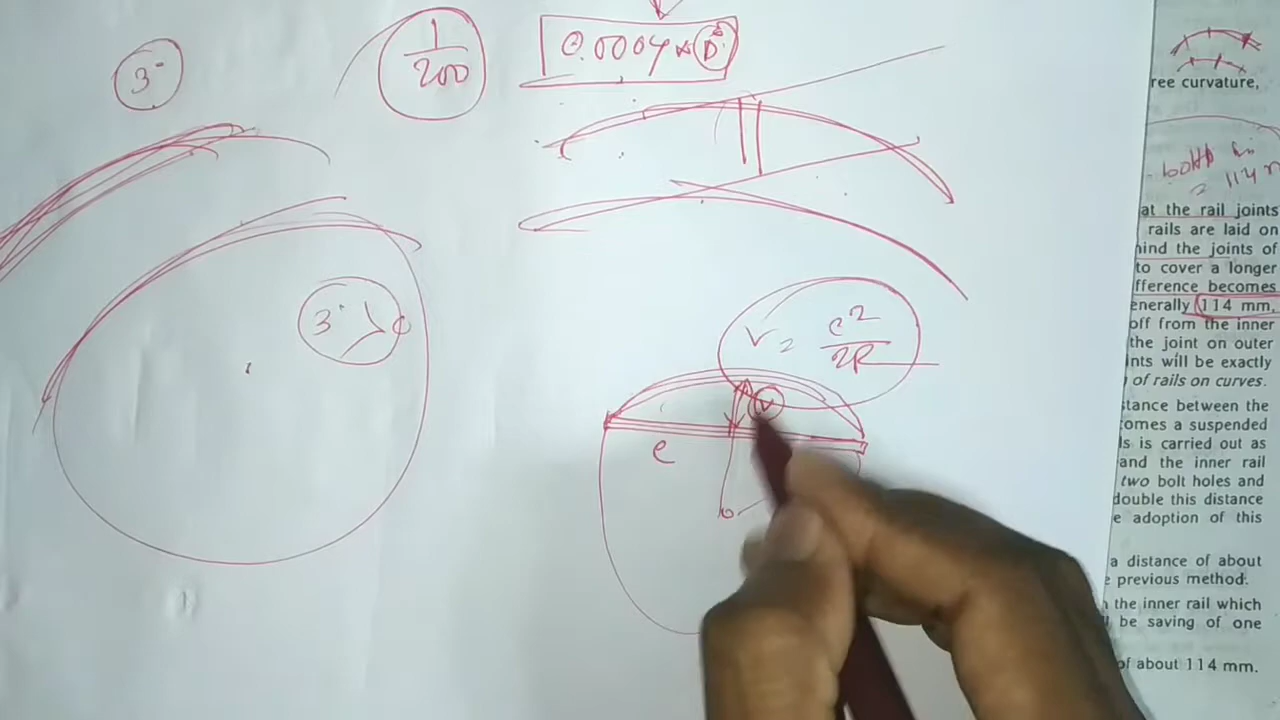 3°
1/200
0.0004 × D°
3°
c
V = c²/2R
V
e
o
ree curvature,
114
at the rail joints
rails are laid on
hind the joints of
to cover a longer
fference becomes
enerally 114 mm.
off from the inner
the joint on outer
nts will be exactly
of rails on curves.
stance between the
comes a suspended
s is carried out as
and the inner rail
two bolt holes and
double this distance
e adoption of this
a distance of about
e previous method.
the inner rail which
be saving of one
of about 114 mm.